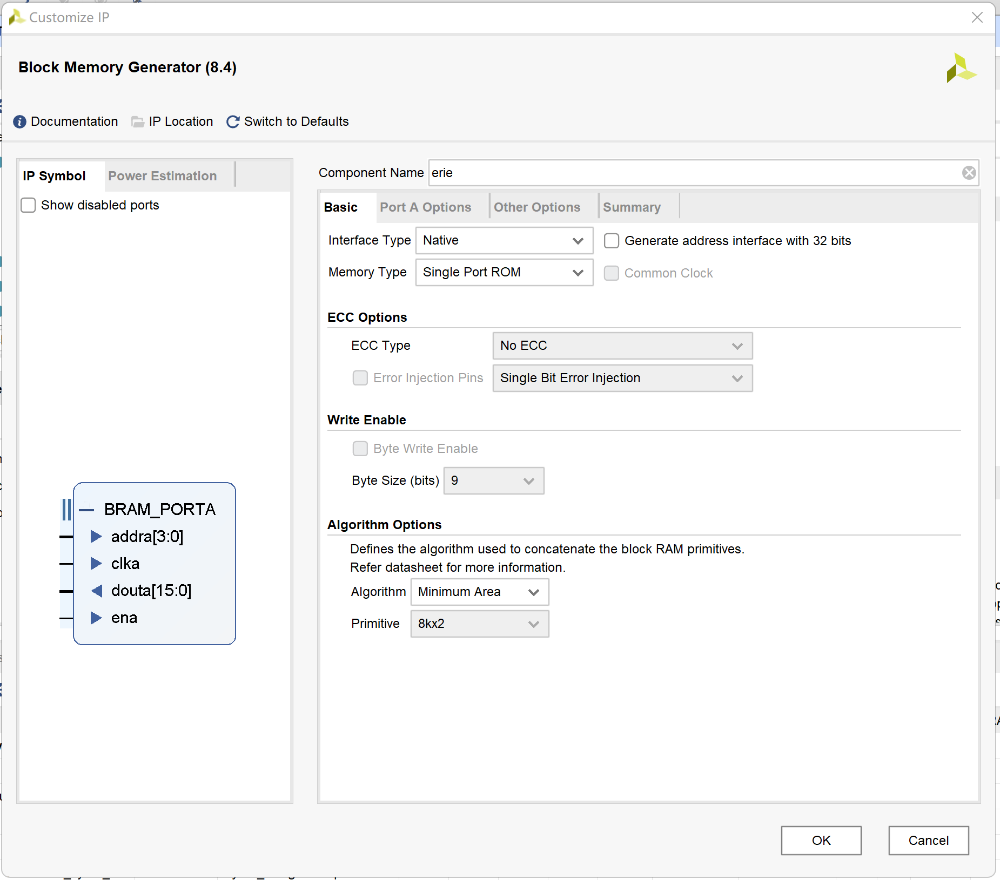 Customize IP
Block Memory Generator (8.4)
Documentation IP Location Switch to Defaults
IP Symbol Power Estimation
Show disabled ports
BRAM_PORTA
addra[3:0]
clka
douta[15:0]
ena
Component Name erie
Basic Port A Options Other Options Summary
Interface Type Native Generate address interface with 32 bits
Memory Type Single Port ROM Common Clock
ECC Options
ECC Type No ECC
Error Injection Pins Single Bit Error Injection
Write Enable
Byte Write Enable
Byte Size (bits) 9
Algorithm Options
Defines the algorithm used to concatenate the block RAM primitives.
Refer datasheet for more information.
Algorithm Minimum Area
Primitive 8kx2
OK Cancel